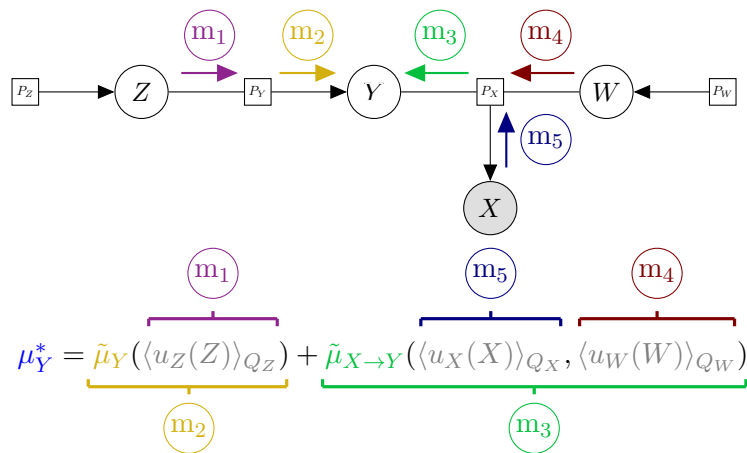 m₁ m₂ m₃ m₄
P_Z Z P_Y Y P_X W P_W
m₅
X
m₁ m₅ m₄
μ*_Y = μ̃_Y(⟨u_Z(Z)⟩_{Q_Z}) + μ̃_{X→Y}(⟨u_X(X)⟩_{Q_X}, ⟨u_W(W)⟩_{Q_W})
m₂ m₃